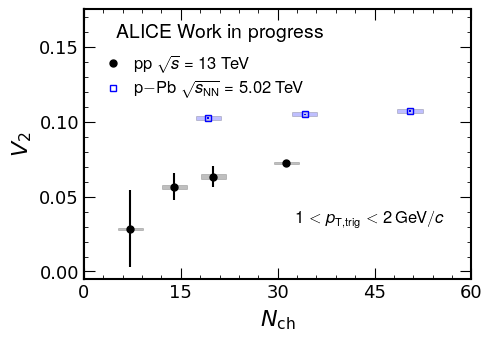 ALICE Work in progress
pp √s = 13 TeV
p−Pb √sNN = 5.02 TeV
0.15
0.10
0.05
0.00
V2
1 < pT,trig < 2 GeV/c
0 15 30 45 60
Nch